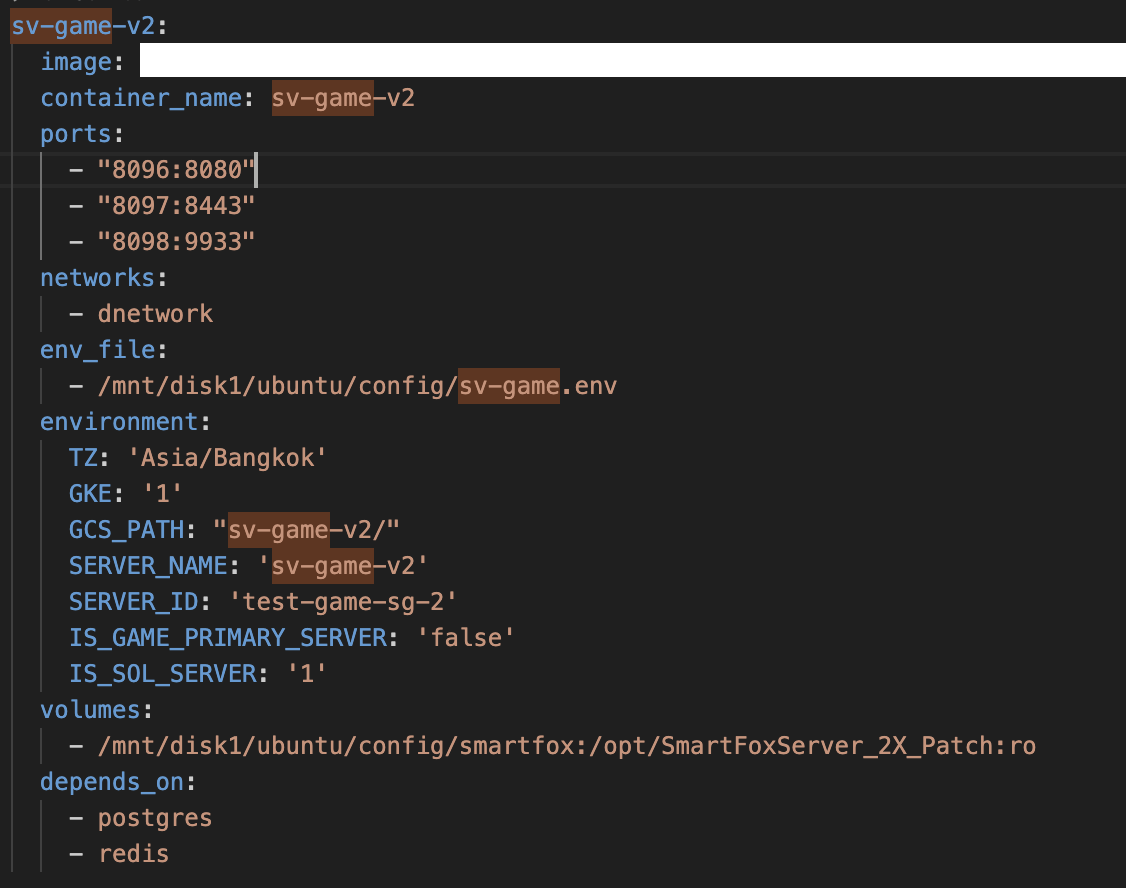 sv-game-v2:
image:
container_name: sv-game-v2
ports:
- "8096:8080"
- "8097:8443"
- "8098:9933"
networks:
- dnetwork
env_file:
- /mnt/disk1/ubuntu/config/sv-game.env
environment:
TZ: 'Asia/Bangkok'
GKE: '1'
GCS_PATH: "sv-game-v2/"
SERVER_NAME: 'sv-game-v2'
SERVER_ID: 'test-game-sg-2'
IS_GAME_PRIMARY_SERVER: 'false'
IS_SOL_SERVER: '1'
volumes:
- /mnt/disk1/ubuntu/config/smartfox:/opt/SmartFoxServer_2X_Patch:ro
depends_on:
- postgres
- redis